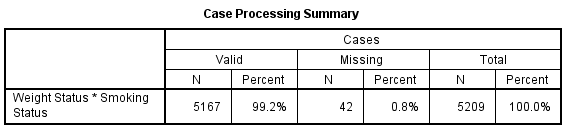 Case Processing Summary
Cases
Valid Missing Total
N Percent N Percent N Percent
Weight Status * Smoking
Status 5167 99.2% 42 0.8% 5209 100.0%